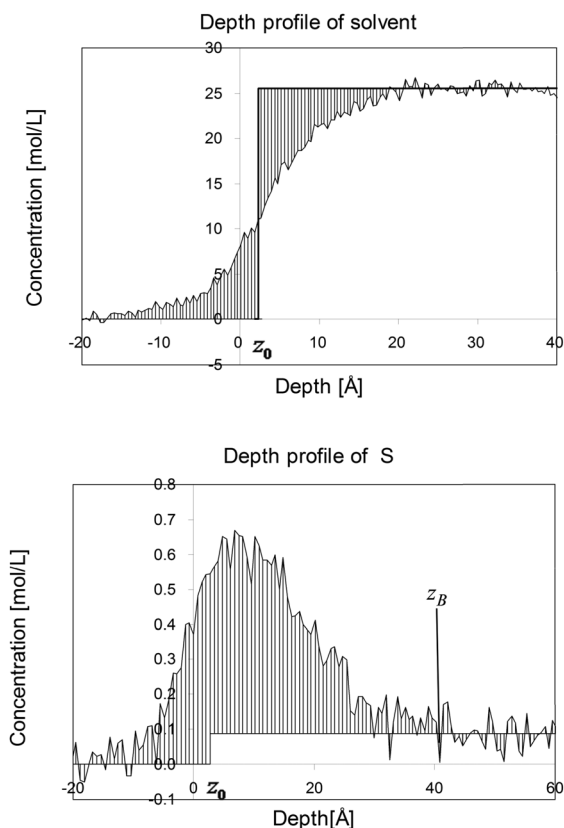 Depth profile of solvent
30
25
20
15
10
5
0
-5
-20 -10 0 10 20 30 40
z₀
Concentration [mol/L]
Depth [Å]
Depth profile of S
0.8
0.7
0.6
0.5
0.4
0.3
0.2
0.1
0.0
-0.1
z_B
-20 0 20 40 60
z₀
Concentration [mol/L]
Depth[Å]